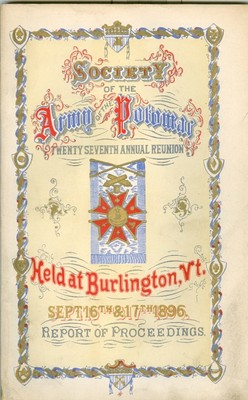 SOCIETY
OF THE
Army OF THE Potomac
TWENTY SEVENTH ANNUAL REUNION
Held at Burlington, Vt.
SEPT. 16TH & 17TH 1896.
REPORT OF PROCEEDINGS.